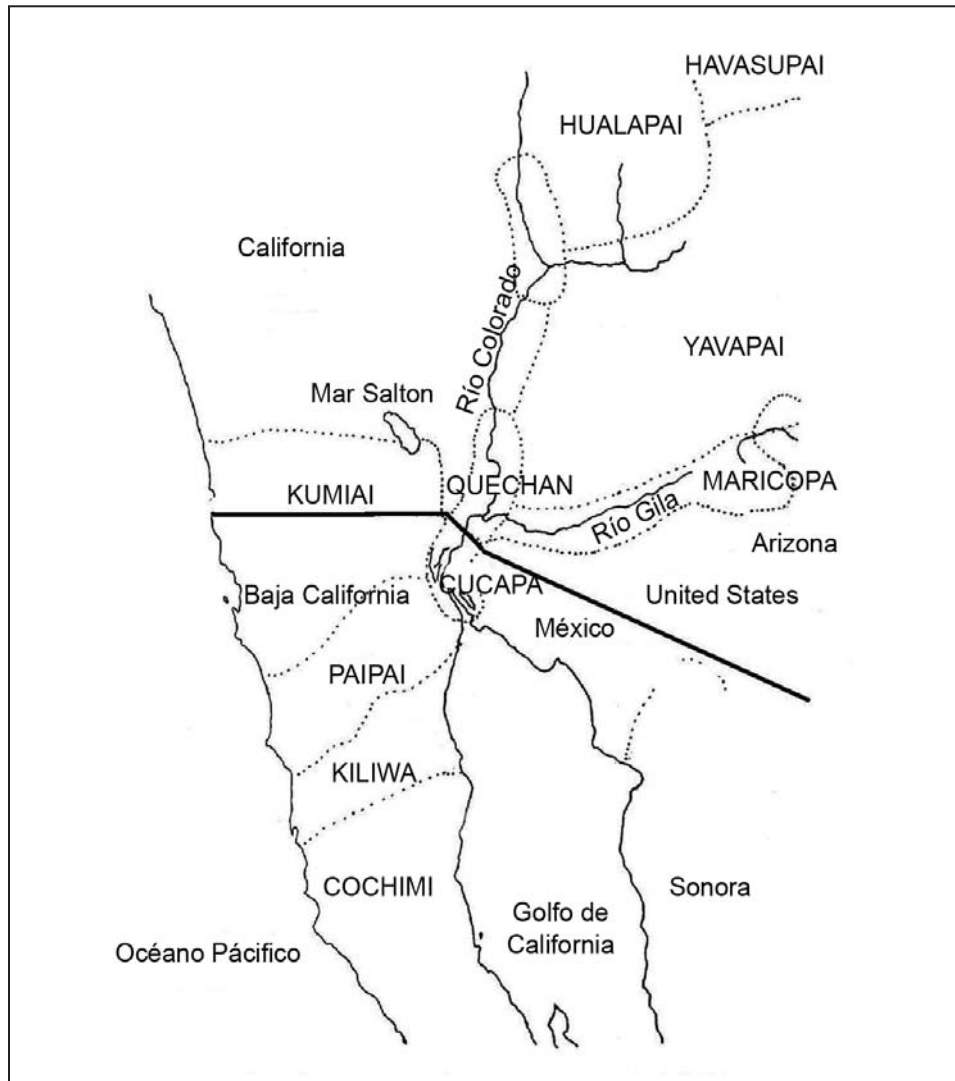 HAVASUPAI
HUALAPAI
California
Río Colorado
YAVAPAI
Mar Salton
QUECHAN
MARICOPA
KUMIAI
Río Gila
Arizona
CUCAPA
Baja California
United States
México
PAIPAI
KILIWA
COCHIMI
Sonora
Golfo de
California
Océano Pácifico